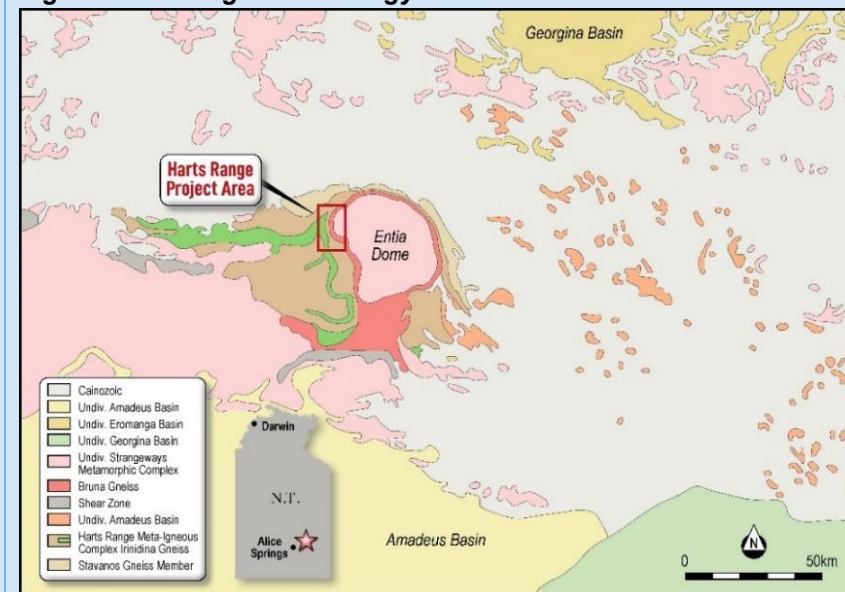 Georgina Basin
Harts Range
Project Area
Entia
Dome
Cainozoic
Undiv. Amadeus Basin
Undiv. Eromanga Basin
Undiv. Georgina Basin
Undiv. Strangeways
Metamorphic Complex
Bruna Gneiss
Shear Zone
Undiv. Amadeus Basin
Harts Range Meta-Igneous
Complex Irinidina Gneiss
Stavanos Gneiss Member
Darwin
N.T.
Alice
Springs
Amadeus Basin
N
0 50km